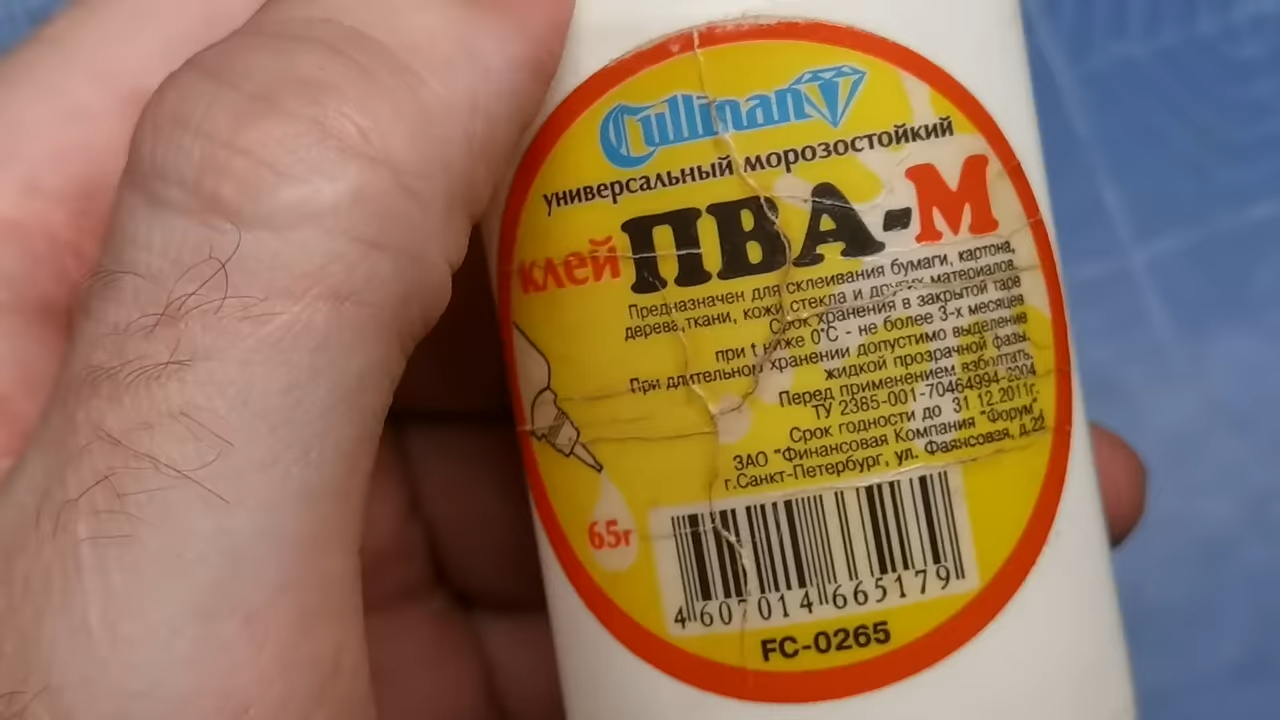 Cullinan
универсальный морозостойкий
клей ПВА-М
Предназначен для склеивания бумаги, картона,
дерева,ткани, кожи, стекла и других материалов.
Срок хранения в закрытой таре
при t ниже 0°С - не более 3-х месяцев
При длительном хранении допустимо выделение
жидкой прозрачной фазы.
Перед применением взболтать.
ТУ 2385-001-70464994-2004
Срок годности до 31.12.2011г.
ЗАО "Финансовая Компания "Форум",
г.Санкт-Петербург, ул. Фаянсовая, д.22
65г
4607014665179
FC-0265